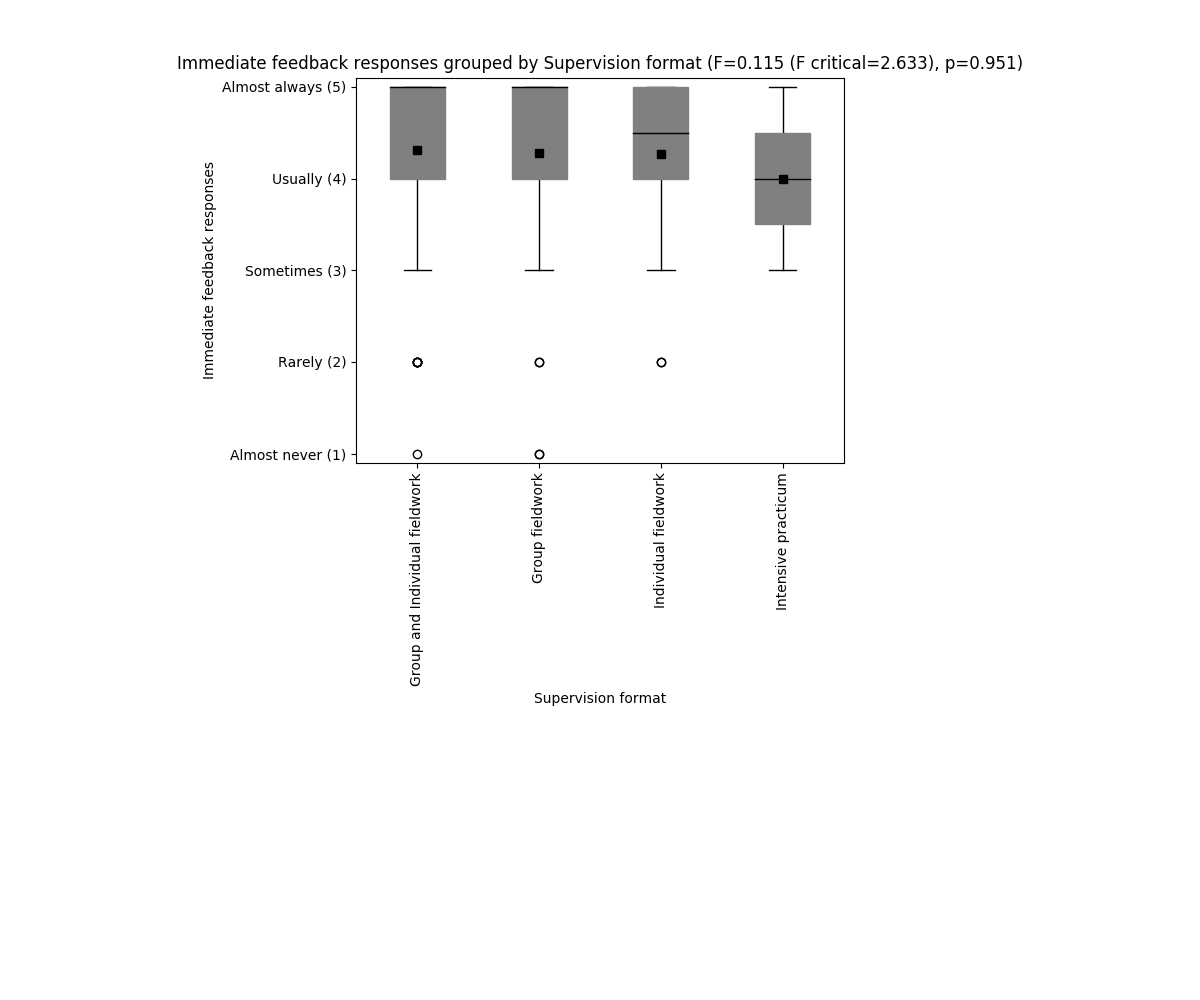 Immediate feedback responses grouped by Supervision format (F=0.115 (F critical=2.633), p=0.951)
Almost always (5)
Usually (4)
Sometimes (3)
Rarely (2)
Almost never (1)
Immediate feedback responses
Group and Individual fieldwork
Group fieldwork
Individual fieldwork
Intensive practicum
Supervision format